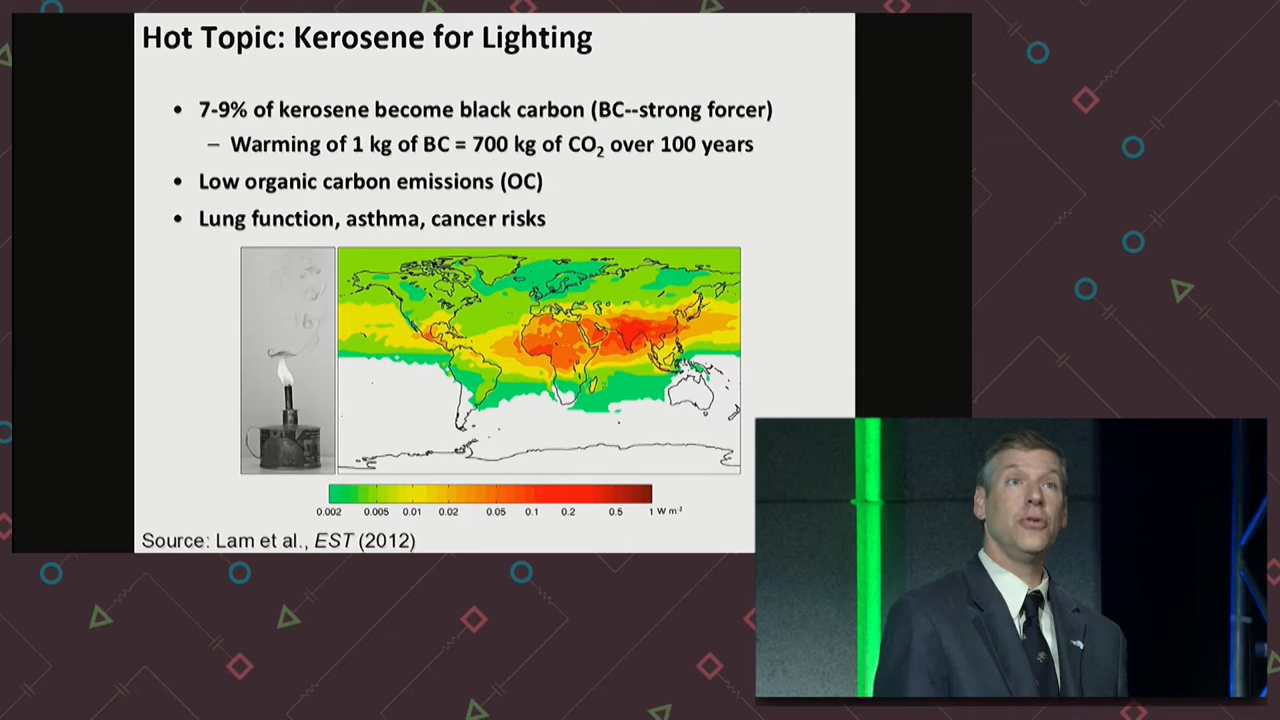 Hot Topic: Kerosene for Lighting
• 7-9% of kerosene become black carbon (BC--strong forcer)
– Warming of 1 kg of BC = 700 kg of CO₂ over 100 years
• Low organic carbon emissions (OC)
• Lung function, asthma, cancer risks
0.002 0.005 0.01 0.02 0.05 0.1 0.2 0.5 1 W m⁻²
Source: Lam et al., EST (2012)